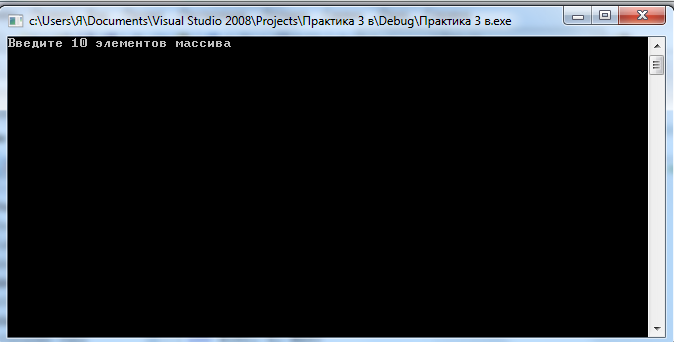 c:\Users\Я\Documents\Visual Studio 2008\Projects\Практика 3 в\Debug\Практика 3 в.exe
Введите 10 элементов массива